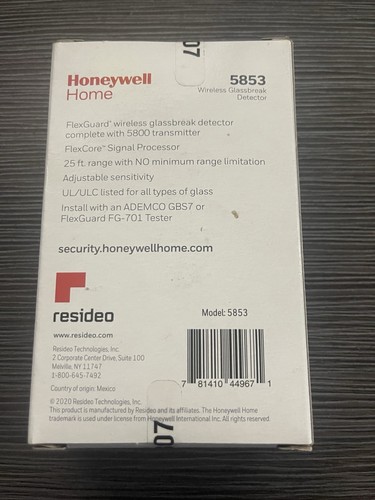 07
Honeywell
Home
5853
Wireless Glassbreak
Detector
FlexGuard® wireless glassbreak detector
complete with 5800 transmitter
FlexCore™ Signal Processor
25 ft. range with NO minimum range limitation
Adjustable sensitivity
UL/ULC listed for all types of glass
Install with an ADEMCO GBS7 or
FlexGuard FG-701 Tester
security.honeywellhome.com
resideo
www.resideo.com
Resideo Technologies, Inc.
2 Corporate Center Drive, Suite 100
Melville, NY 11747
1-800-645-7492
Country of origin: Mexico
Model: 5853
7 81410 44967 1
© 2020 Resideo Technologies, Inc.
This product is manufactured by Resideo and its affiliates. The Honeywell Home
trademark is used under license from Honeywell International Inc. All rights reserved.
07